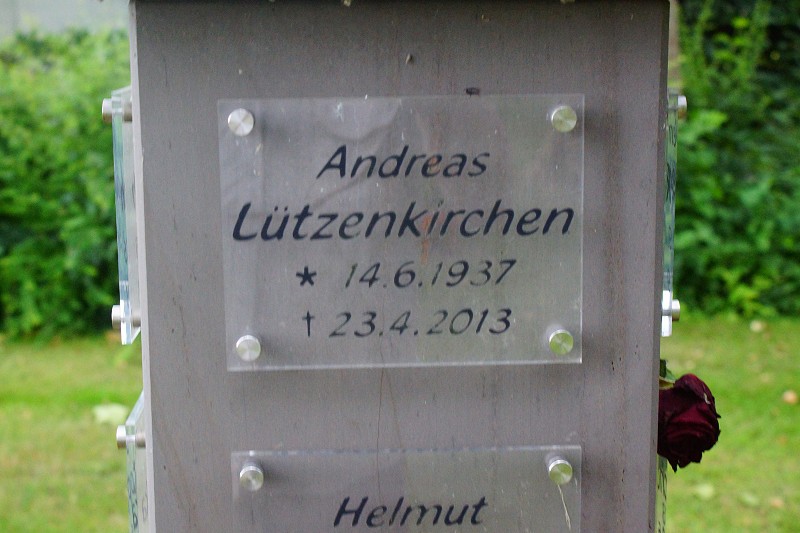 Andreas
Lützenkirchen
* 14.6.1937
† 23.4.2013
Helmut